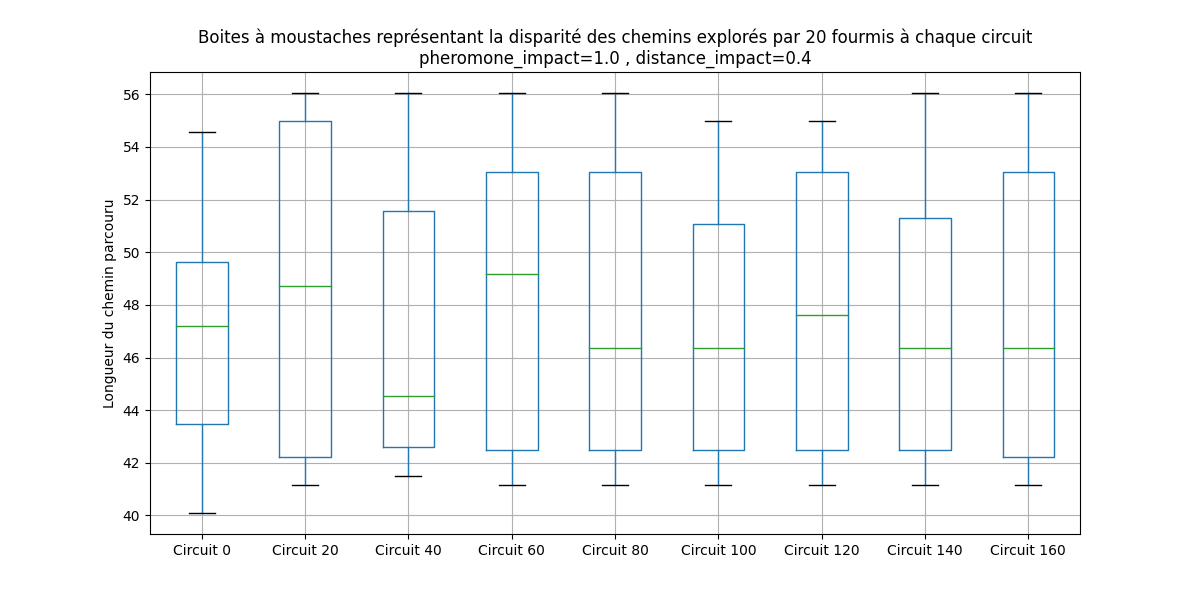 Boites à moustaches représentant la disparité des chemins explorés par 20 fourmis à chaque circuit
pheromone_impact=1.0 , distance_impact=0.4
Longueur du chemin parcouru
56
54
52
50
48
46
44
42
40
Circuit 0 Circuit 20 Circuit 40 Circuit 60 Circuit 80 Circuit 100 Circuit 120 Circuit 140 Circuit 160